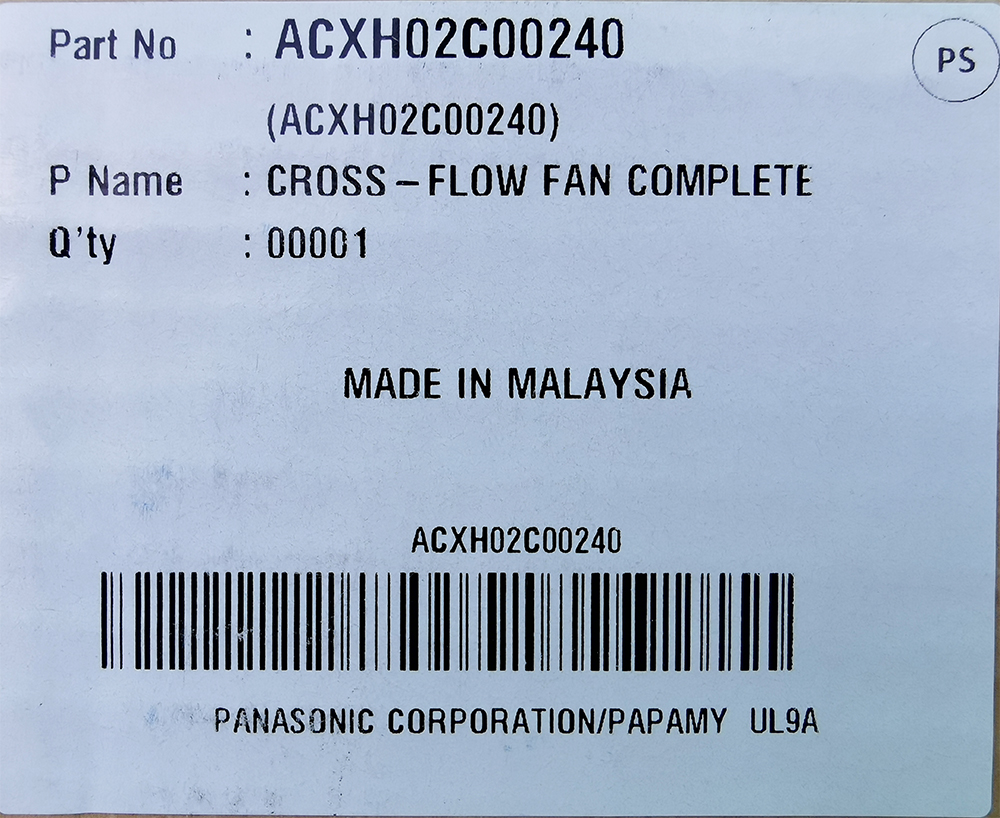 Part No : ACXH02C00240
PS
(ACXH02C00240)
P Name : CROSS–FLOW FAN COMPLETE
Q'ty : 00001
MADE IN MALAYSIA
ACXH02C00240
PANASONIC CORPORATION/PAPAMY UL9A